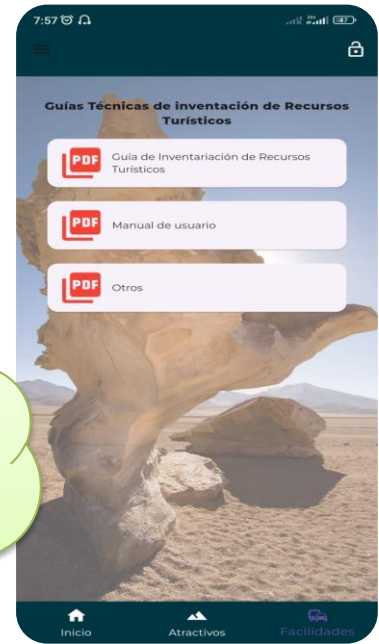 7:57
Guías Técnicas de inventación de Recursos
Turísticos
PDF
Guía de Inventariación de Recursos
Turísticos
PDF
Manual de usuario
PDF
Otros
Inicio
Atractivos
Facilidades